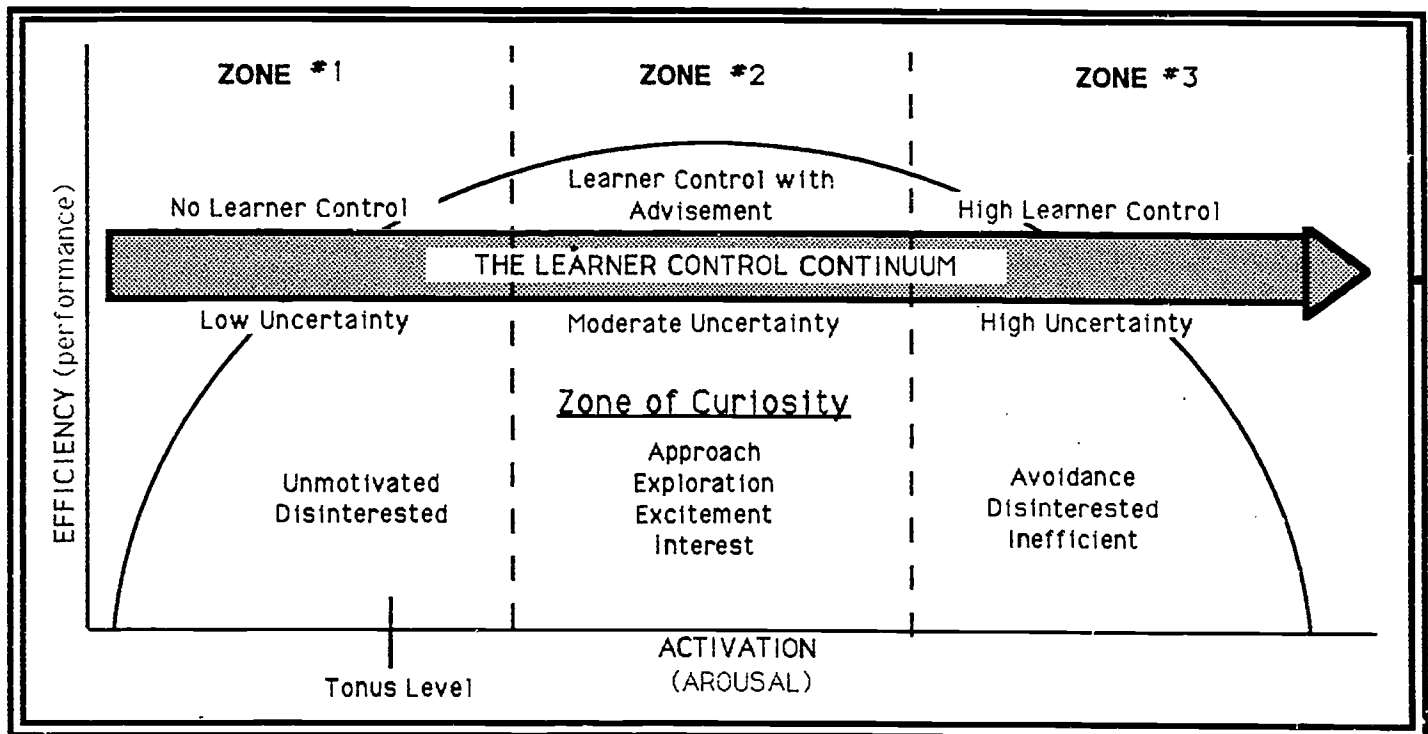 ZONE #1
ZONE #2
ZONE #3
EFFICIENCY (performance)
No Learner Control
Learner Control with
Advisement
High Learner Control
THE LEARNER CONTROL CONTINUUM
Low Uncertainty
Moderate Uncertainty
High Uncertainty
Zone of Curiosity
Unmotivated
Disinterested
Approach
Exploration
Excitement
Interest
Avoidance
Disinterested
Inefficient
Tonus Level
ACTIVATION
(AROUSAL)